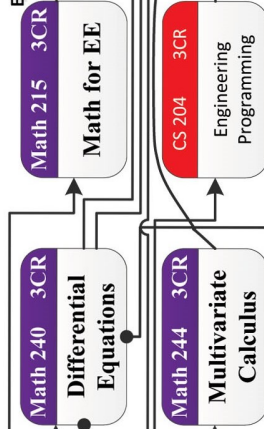 Math 215 3CR
Math for EE
CS 204 3CR
Engineering
Programming
Math 240 3CR
Differential
Equations
Math 244 3CR
Multivariate
Calculus